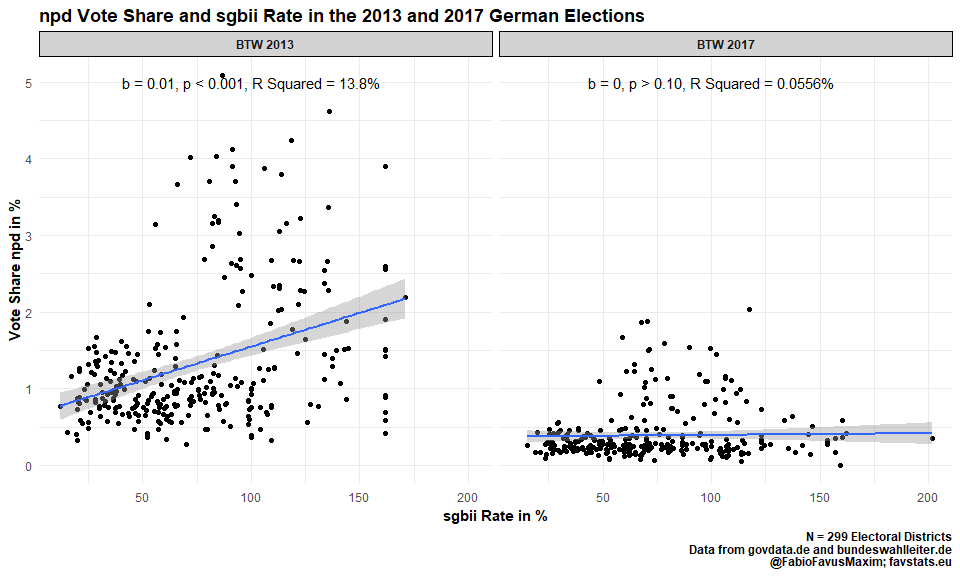 npd Vote Share and sgbii Rate in the 2013 and 2017 German Elections
BTW 2013
BTW 2017
b = 0.01, p < 0.001, R Squared = 13.8%
b = 0, p > 0.10, R Squared = 0.0556%
5
4
3
2
1
0
Vote Share npd in %
50
100
150
200
50
100
150
200
sgbii Rate in %
N = 299 Electoral Districts
Data from govdata.de and bundeswahlleiter.de
@FabioFavusMaxim; favstats.eu